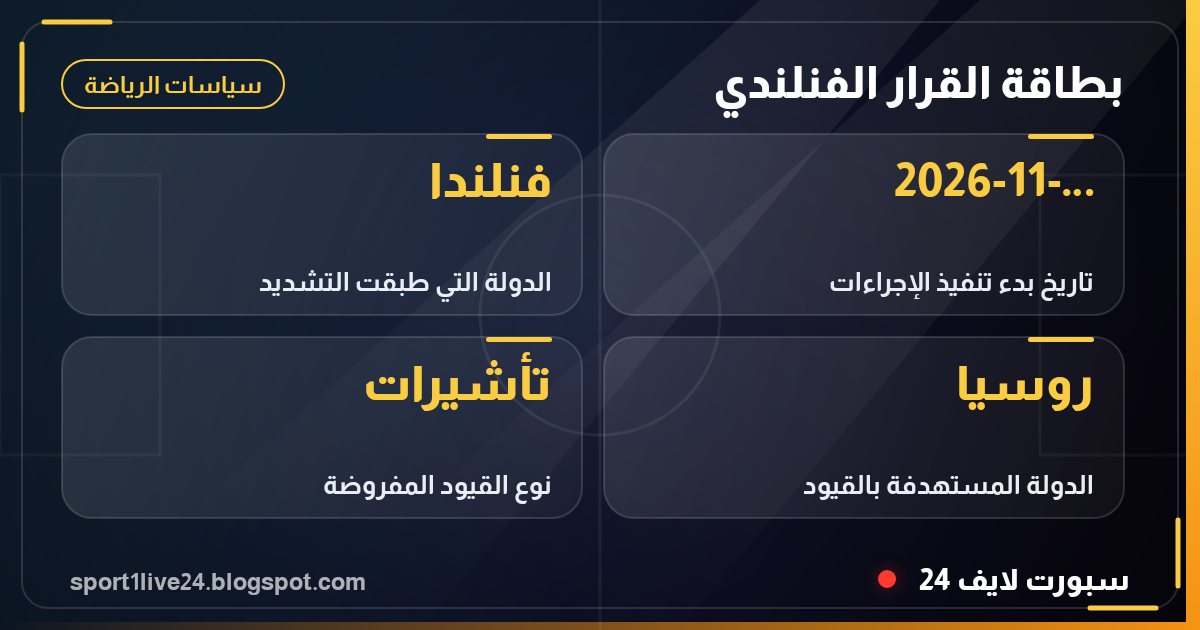 بطاقة القرار الفنلندي
سياسات الرياضة
2026-11-...
تاريخ بدء تنفيذ الإجراءات
فنلندا
الدولة التي طبقت التشديد
روسيا
الدولة المستهدفة بالقيود
تأشيرات
نوع القيود المفروضة
سبورت لايف 24
sport1live24.blogspot.com